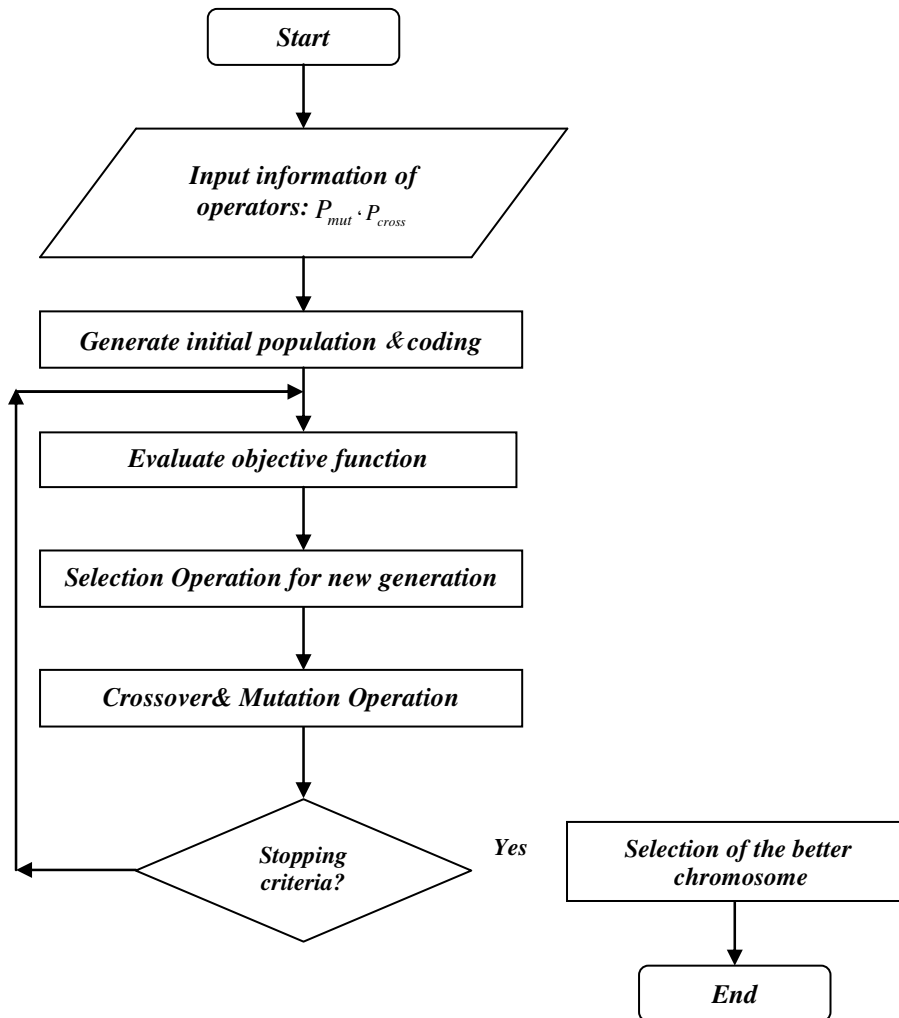 Start
Input information of
operators: P_mut ، P_cross
Generate initial population & coding
Evaluate objective function
Selection Operation for new generation
Crossover& Mutation Operation
Stopping
criteria?
Yes
Selection of the better
chromosome
End